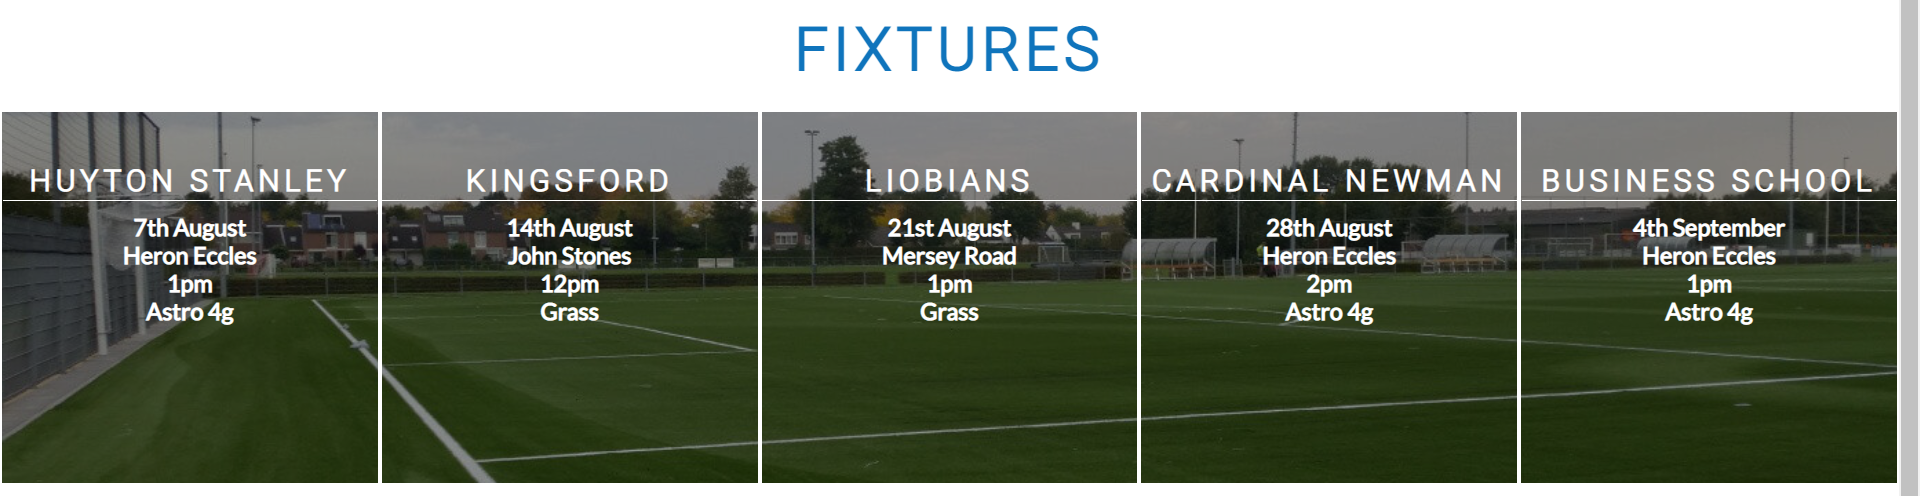 FIXTURES
HUYTON STANLEY
7th August
Heron Eccles
1pm
Astro 4g
KINGSFORD
14th August
John Stones
12pm
Grass
LIOBIANS
21st August
Mersey Road
1pm
Grass
CARDINAL NEWMAN
28th August
Heron Eccles
2pm
Astro 4g
BUSINESS SCHOOL
4th September
Heron Eccles
1pm
Astro 4g